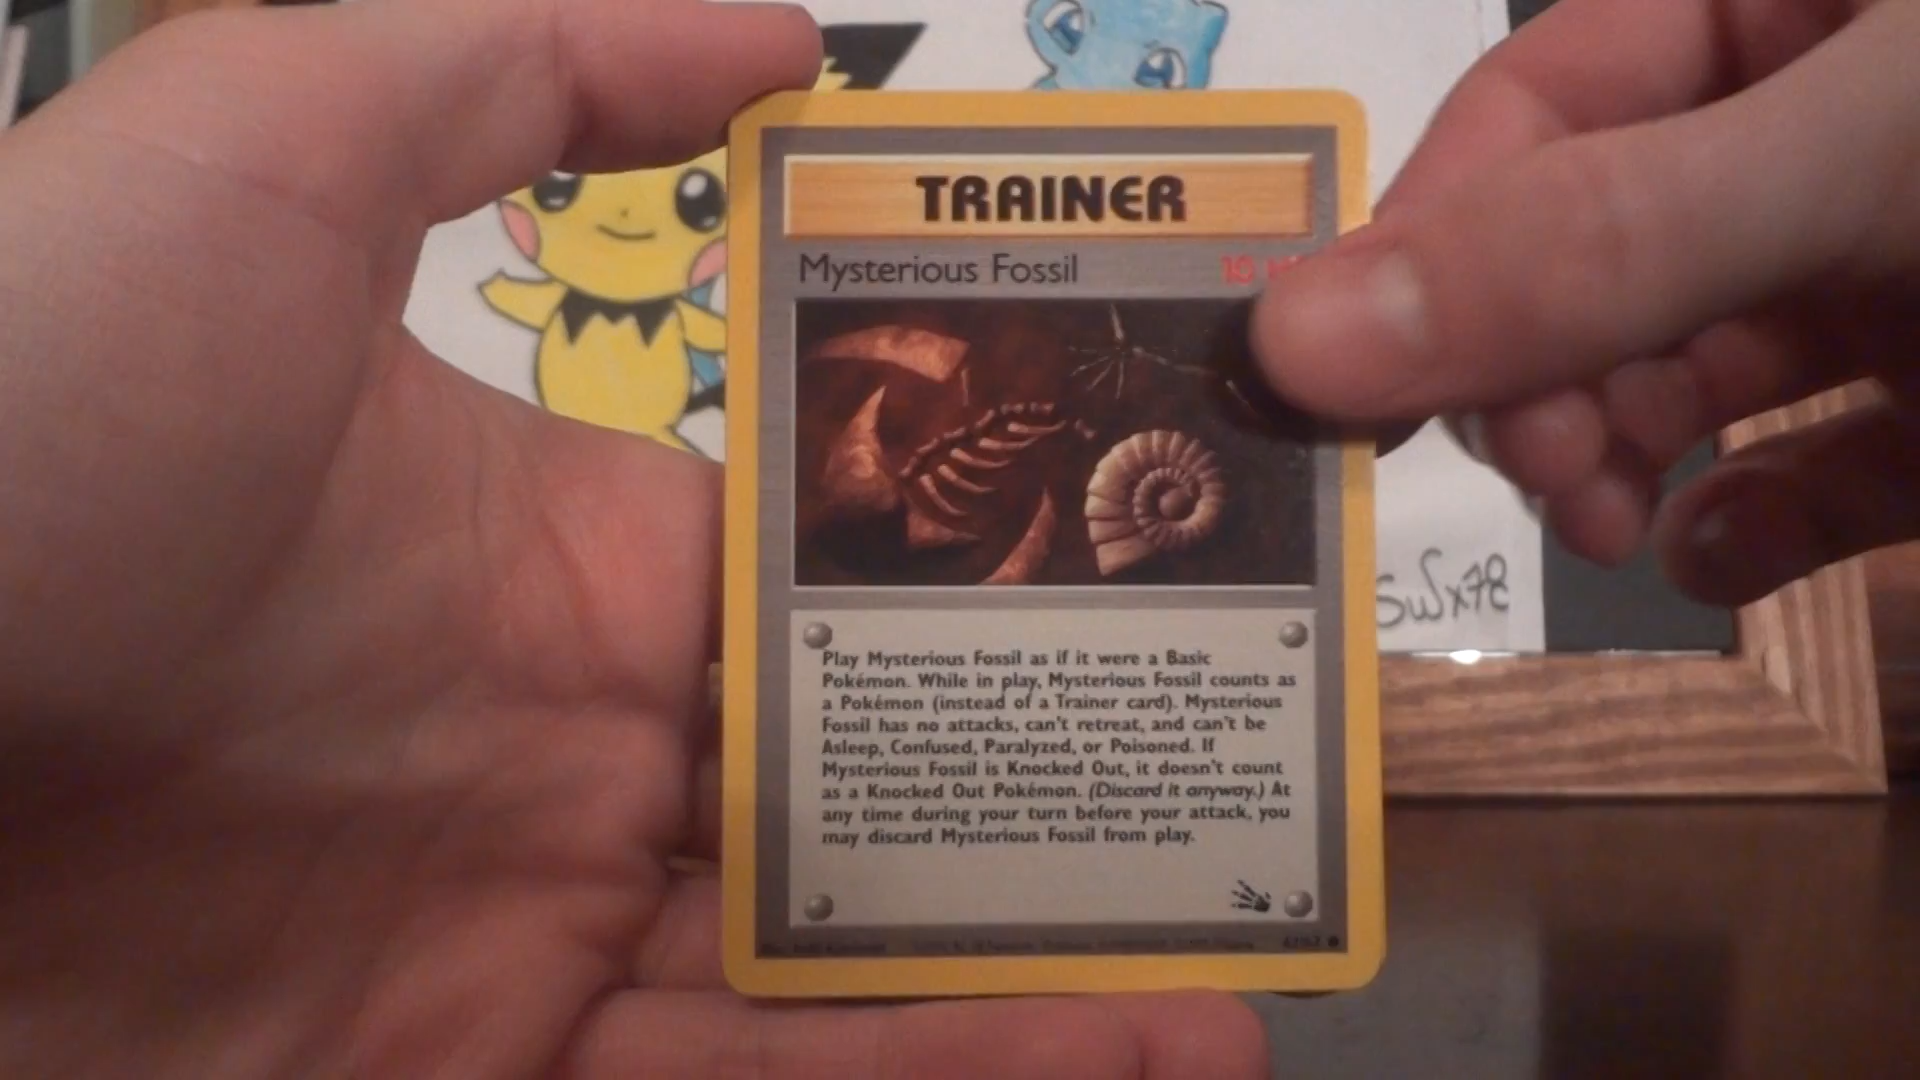 TRAINER
Mysterious Fossil 10
Play Mysterious Fossil as if it were a Basic
Pokémon. While in play, Mysterious Fossil counts as
a Pokémon (instead of a Trainer card). Mysterious
Fossil has no attacks, can't retreat, and can't be
Asleep, Confused, Paralyzed, or Poisoned. If
Mysterious Fossil is Knocked Out, it doesn't count
as a Knocked Out Pokémon. (Discard it anyway.) At
any time during your turn before your attack, you
may discard Mysterious Fossil from play.
62/62